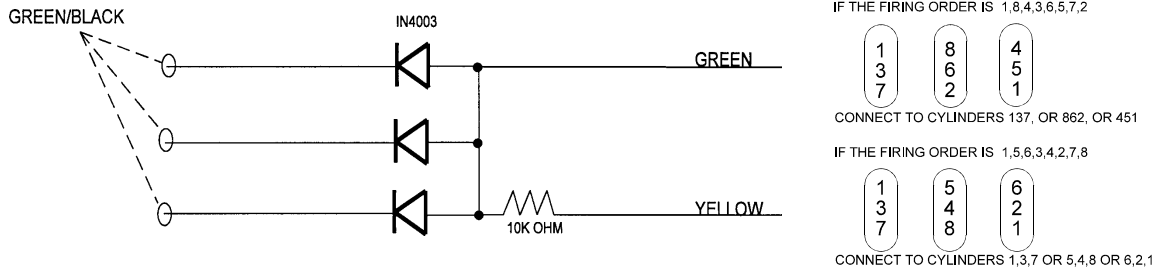 GREEN/BLACK
IN4003
GREEN
YELLOW
10K OHM
IF THE FIRING ORDER IS 1,8,4,3,6,5,7,2
1 8 4
3 6 5
7 2 1
CONNECT TO CYLINDERS 137, OR 862, OR 451
IF THE FIRING ORDER IS 1,5,6,3,4,2,7,8
1 5 6
3 4 2
7 8 1
CONNECT TO CYLINDERS 1,3,7 OR 5,4,8 OR 6,2,1